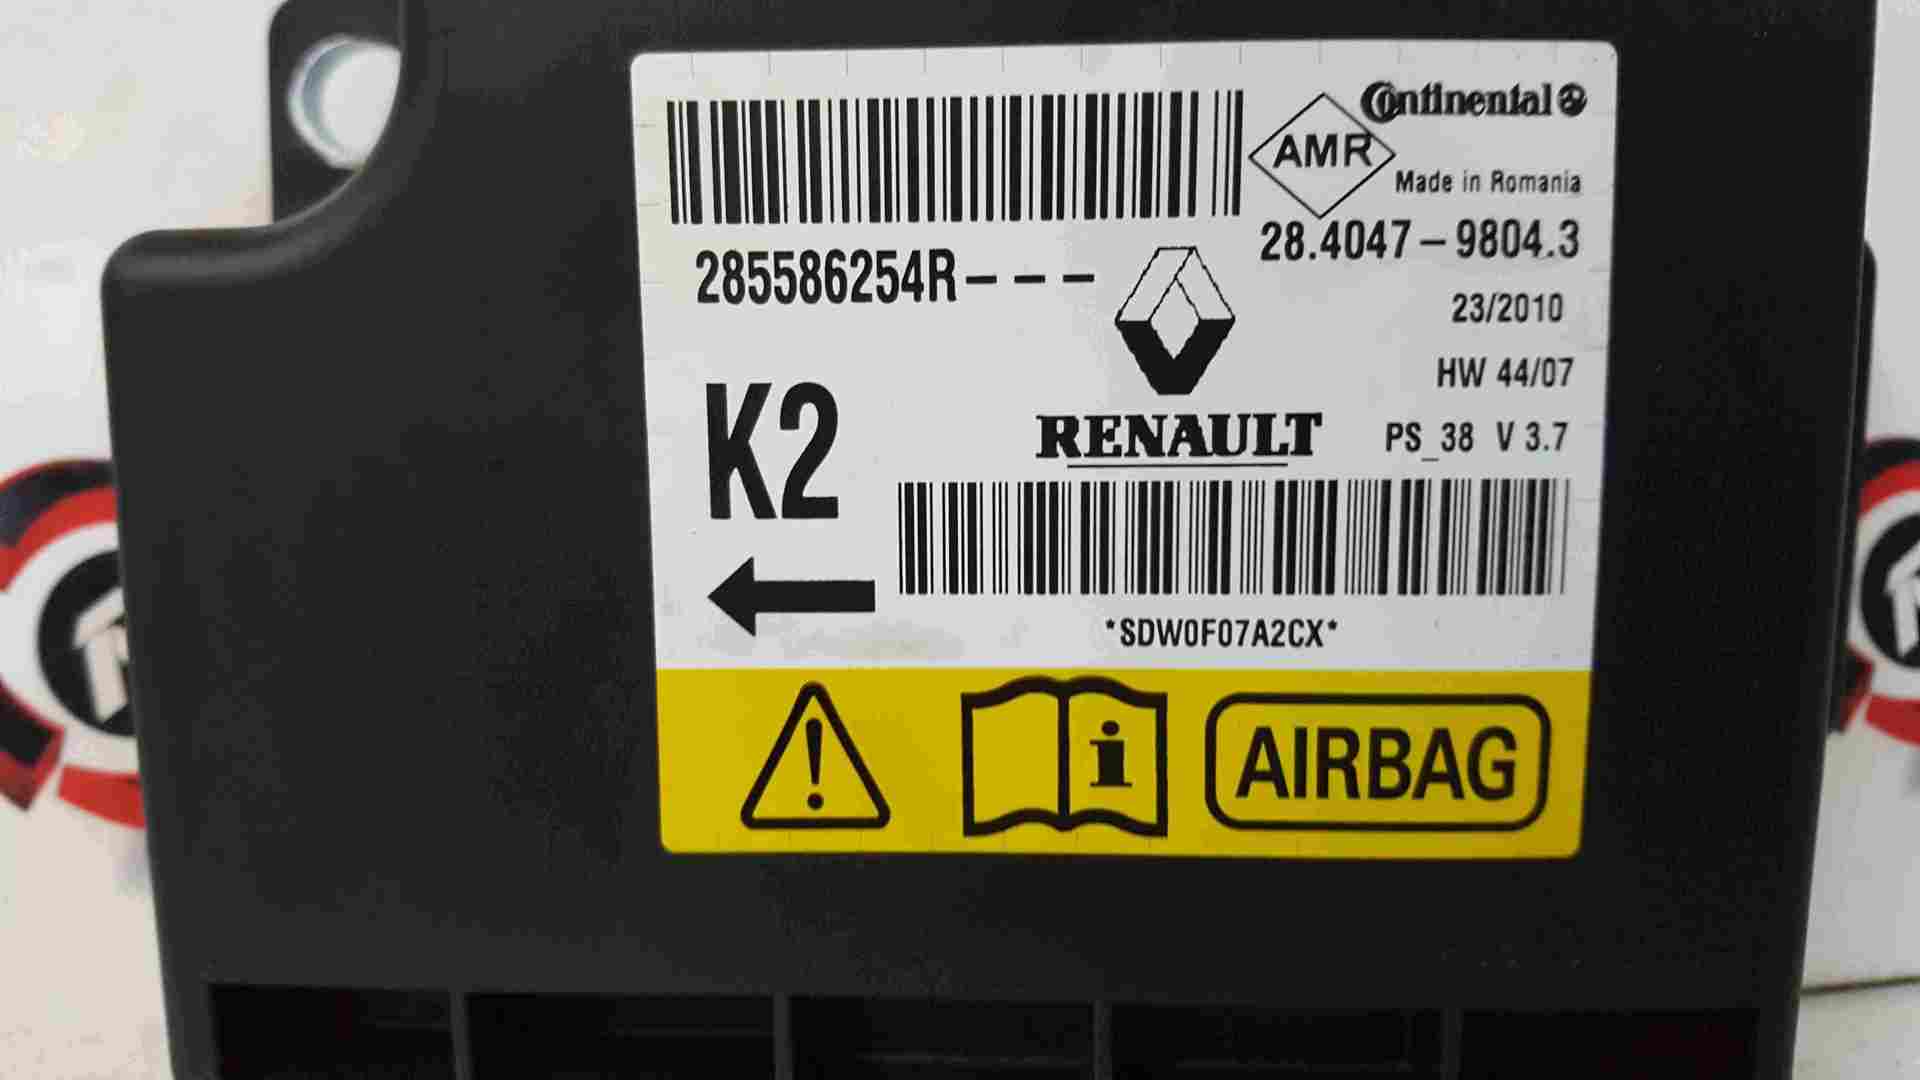 Continental
AMR
Made in Romania
285586254R---
28.4047-9804.3
23/2010
HW 44/07
K2
RENAULT
PS_38 V 3.7
*SDW0F07A2CX*
i
AIRBAG